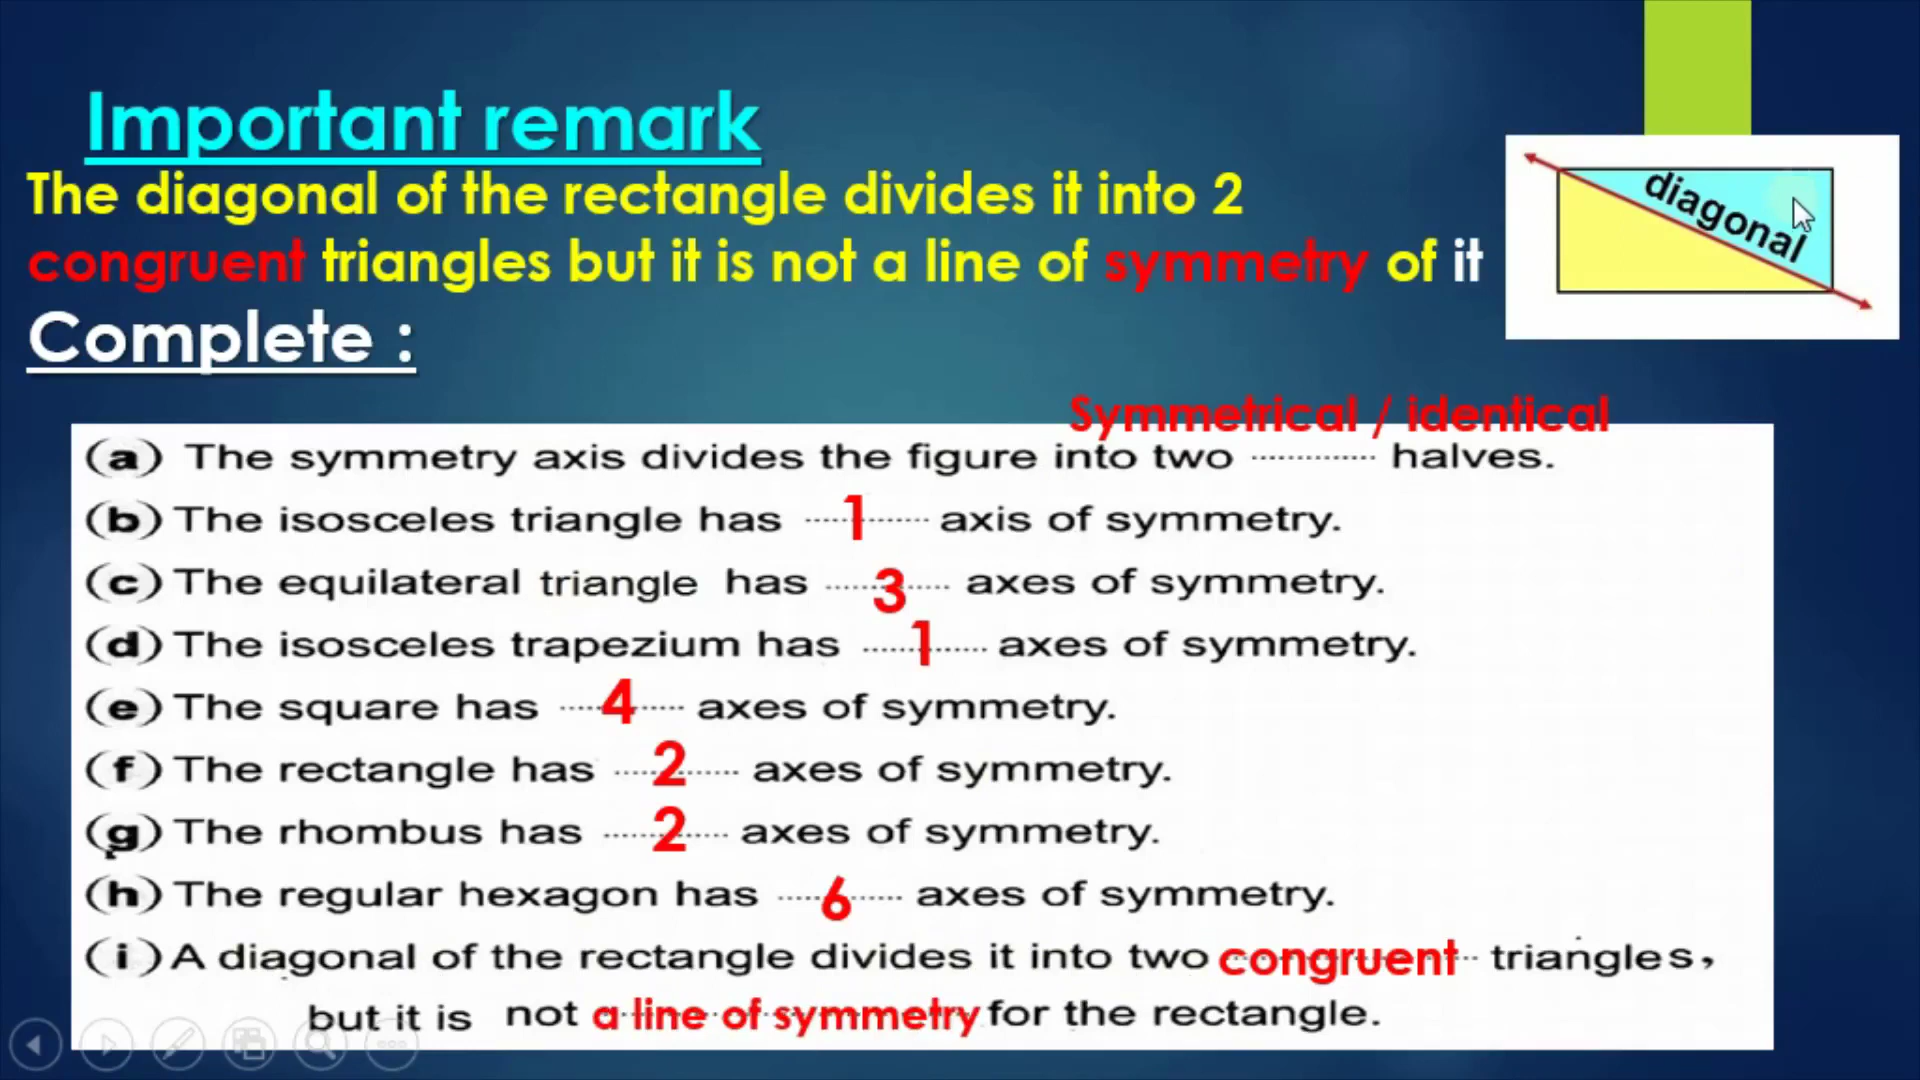 Important remark
The diagonal of the rectangle divides it into 2
congruent triangles but it is not a line of symmetry of it
diagonal
Complete :
Symmetrical / identical
(a) The symmetry axis divides the figure into two ............ halves.
(b) The isosceles triangle has ......1...... axis of symmetry.
(c) The equilateral triangle has ......3...... axes of symmetry.
(d) The isosceles trapezium has ......1...... axes of symmetry.
(e) The square has ......4...... axes of symmetry.
(f) The rectangle has ......2...... axes of symmetry.
(g) The rhombus has ......2...... axes of symmetry.
(h) The regular hexagon has ......6...... axes of symmetry.
(i) A diagonal of the rectangle divides it into two congruent triangles,
but it is not a line of symmetry for the rectangle.